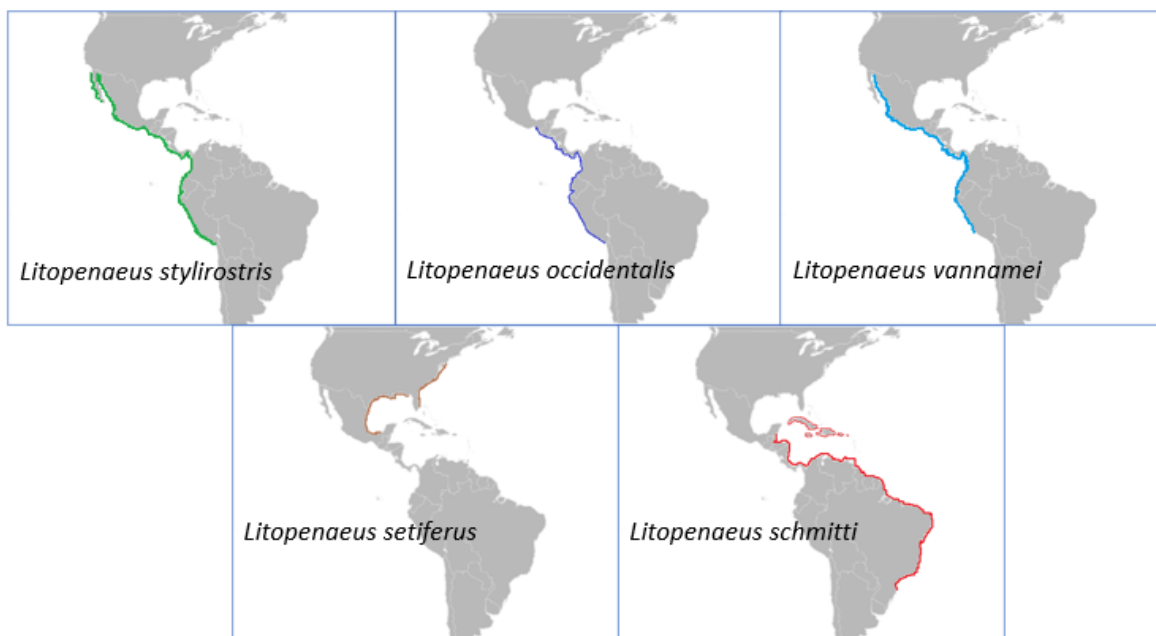 Litopenaeus stylirostris
Litopenaeus occidentalis
Litopenaeus vannamei
Litopenaeus setiferus
Litopenaeus schmitti